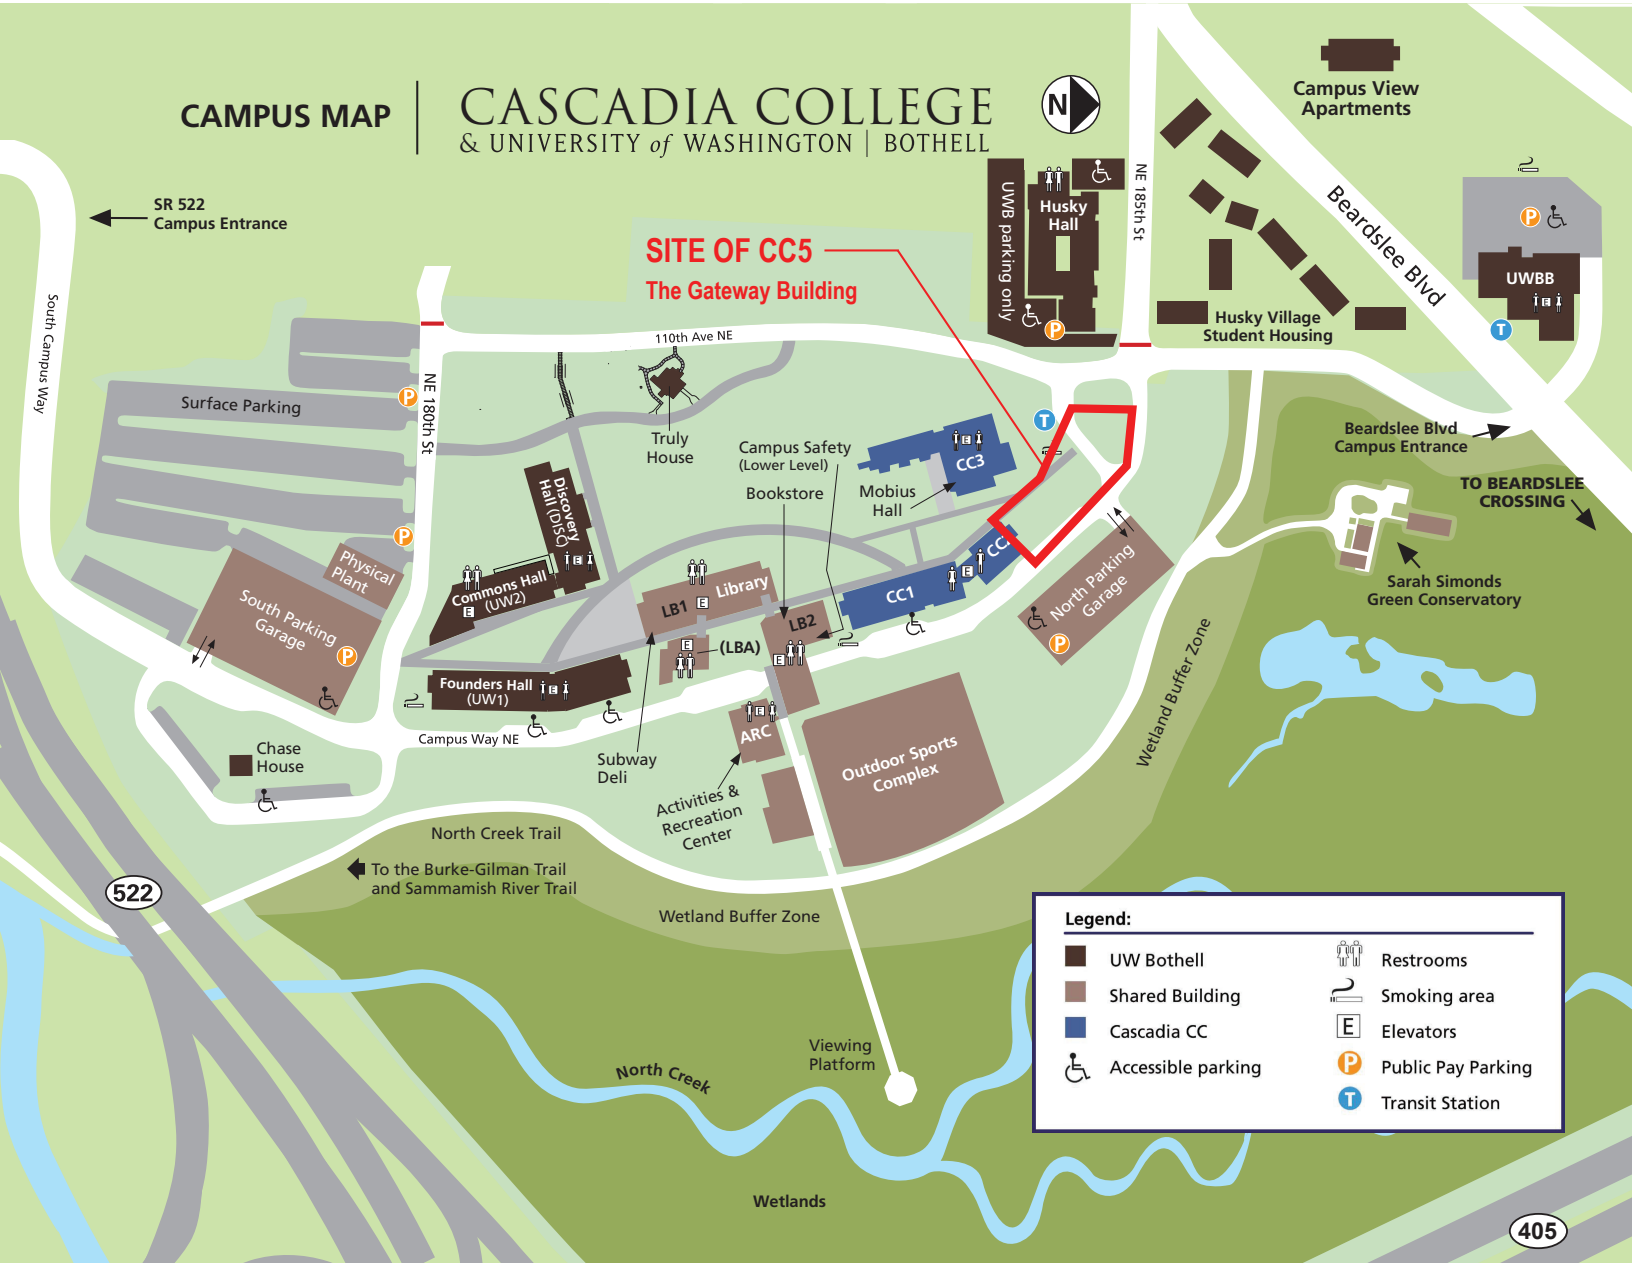 CAMPUS MAP
CASCADIA COLLEGE
& UNIVERSITY of WASHINGTON | BOTHELL
N
Campus View
Apartments
SR 522
Campus Entrance
South Campus Way
SITE OF CC5
The Gateway Building
UWB parking only
Husky
Hall
P
NE 185th St
Beardslee Blvd
P
UWBB
E
T
Husky Village
Student Housing
110th Ave NE
NE 180th St
Surface Parking
P
P
Truly
House
Campus Safety
(Lower Level)
Bookstore
Mobius
Hall
CC3
E
T
Beardslee Blvd
Campus Entrance
TO BEARDSLEE
CROSSING
Discovery
Hall (DISC)
E
Physical
Plant
South Parking
Garage
P
Commons Hall
(UW2)
E
LB1
Library
E
LB2
E
(LBA)
E
CC1
E
North Parking
Garage
P
Sarah Simonds
Green Conservatory
Founders Hall
(UW1)
E
Campus Way NE
Chase
House
Subway
Deli
ARC
E
Activities &
Recreation
Center
Outdoor Sports
Complex
Wetland Buffer Zone
North Creek Trail
To the Burke-Gilman Trail
and Sammamish River Trail
522
Wetland Buffer Zone
Viewing
Platform
North Creek
Wetlands
Legend:
UW Bothell
Shared Building
Cascadia CC
Accessible parking
Restrooms
Smoking area
E Elevators
P Public Pay Parking
T Transit Station
405